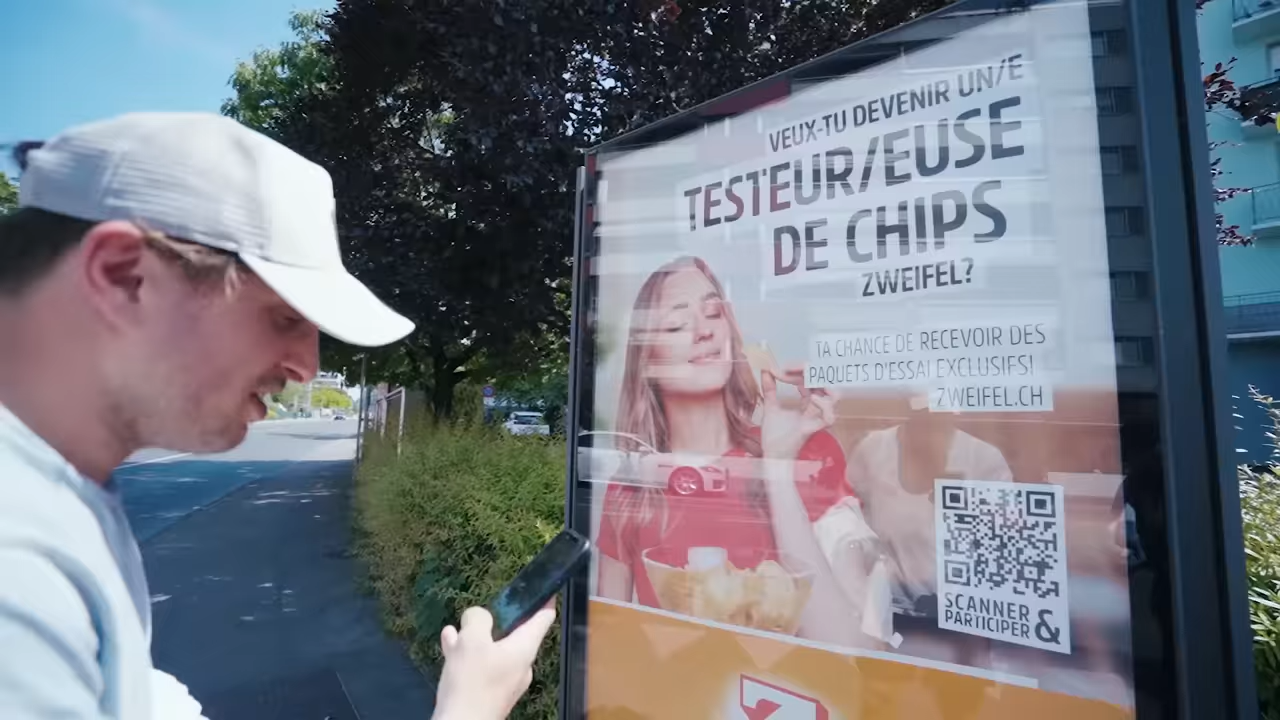 VEUX-TU DEVENIR UN/E
TESTEUR/EUSE
DE CHIPS
ZWEIFEL?
TA CHANCE DE RECEVOIR DES
PAQUETS D'ESSAI EXCLUSIFS!
ZWEIFEL.CH
SCANNER &
PARTICIPER